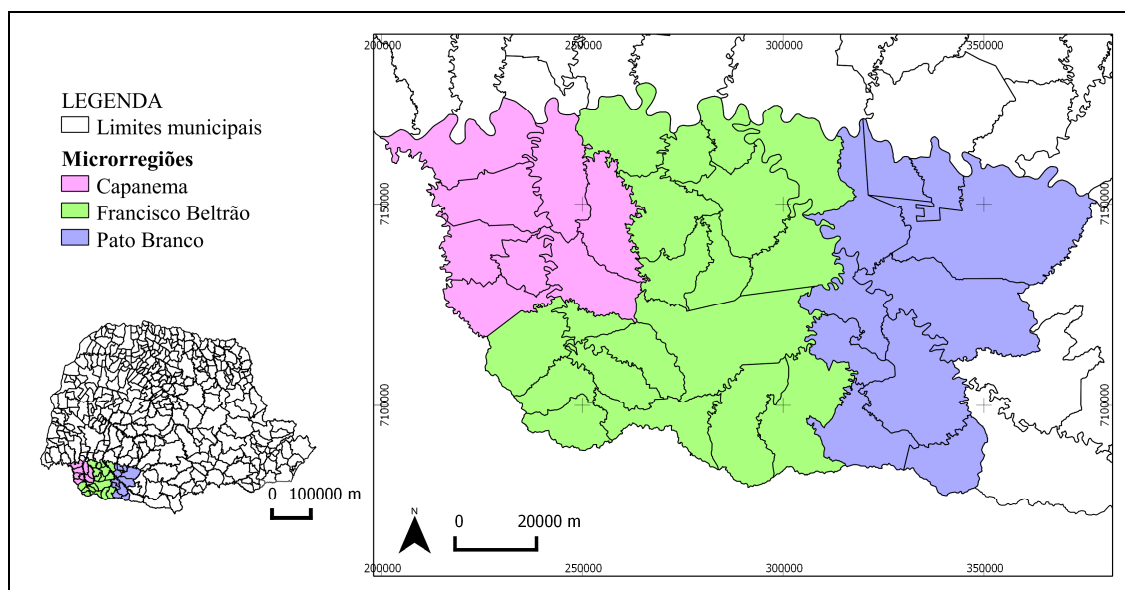 LEGENDA
Limites municipais
Microrregiões
Capanema
Francisco Beltrão
Pato Branco
0 100000 m
200000 250000 300000 350000
7150000 7150000
7100000 7100000
N
0 20000 m
200000 250000 300000 350000